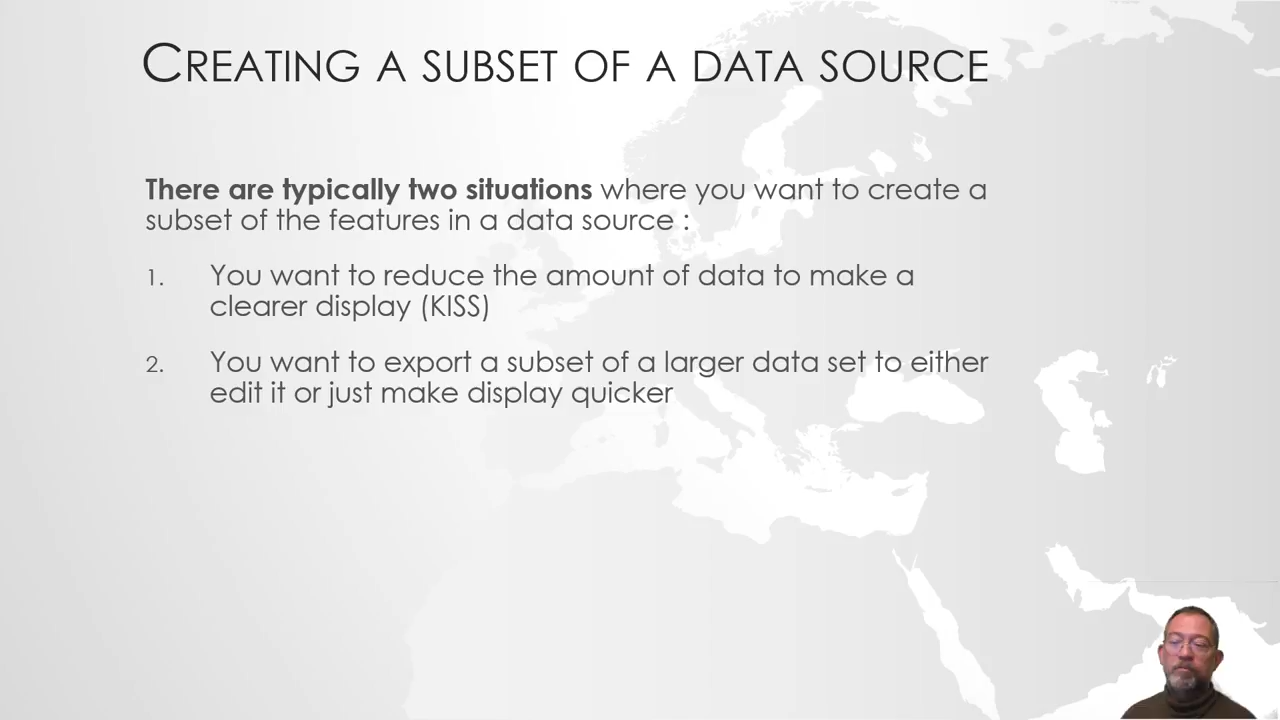 CREATING A SUBSET OF A DATA SOURCE
There are typically two situations where you want to create a
subset of the features in a data source :
1. You want to reduce the amount of data to make a
clearer display (KISS)
2. You want to export a subset of a larger data set to either
edit it or just make display quicker